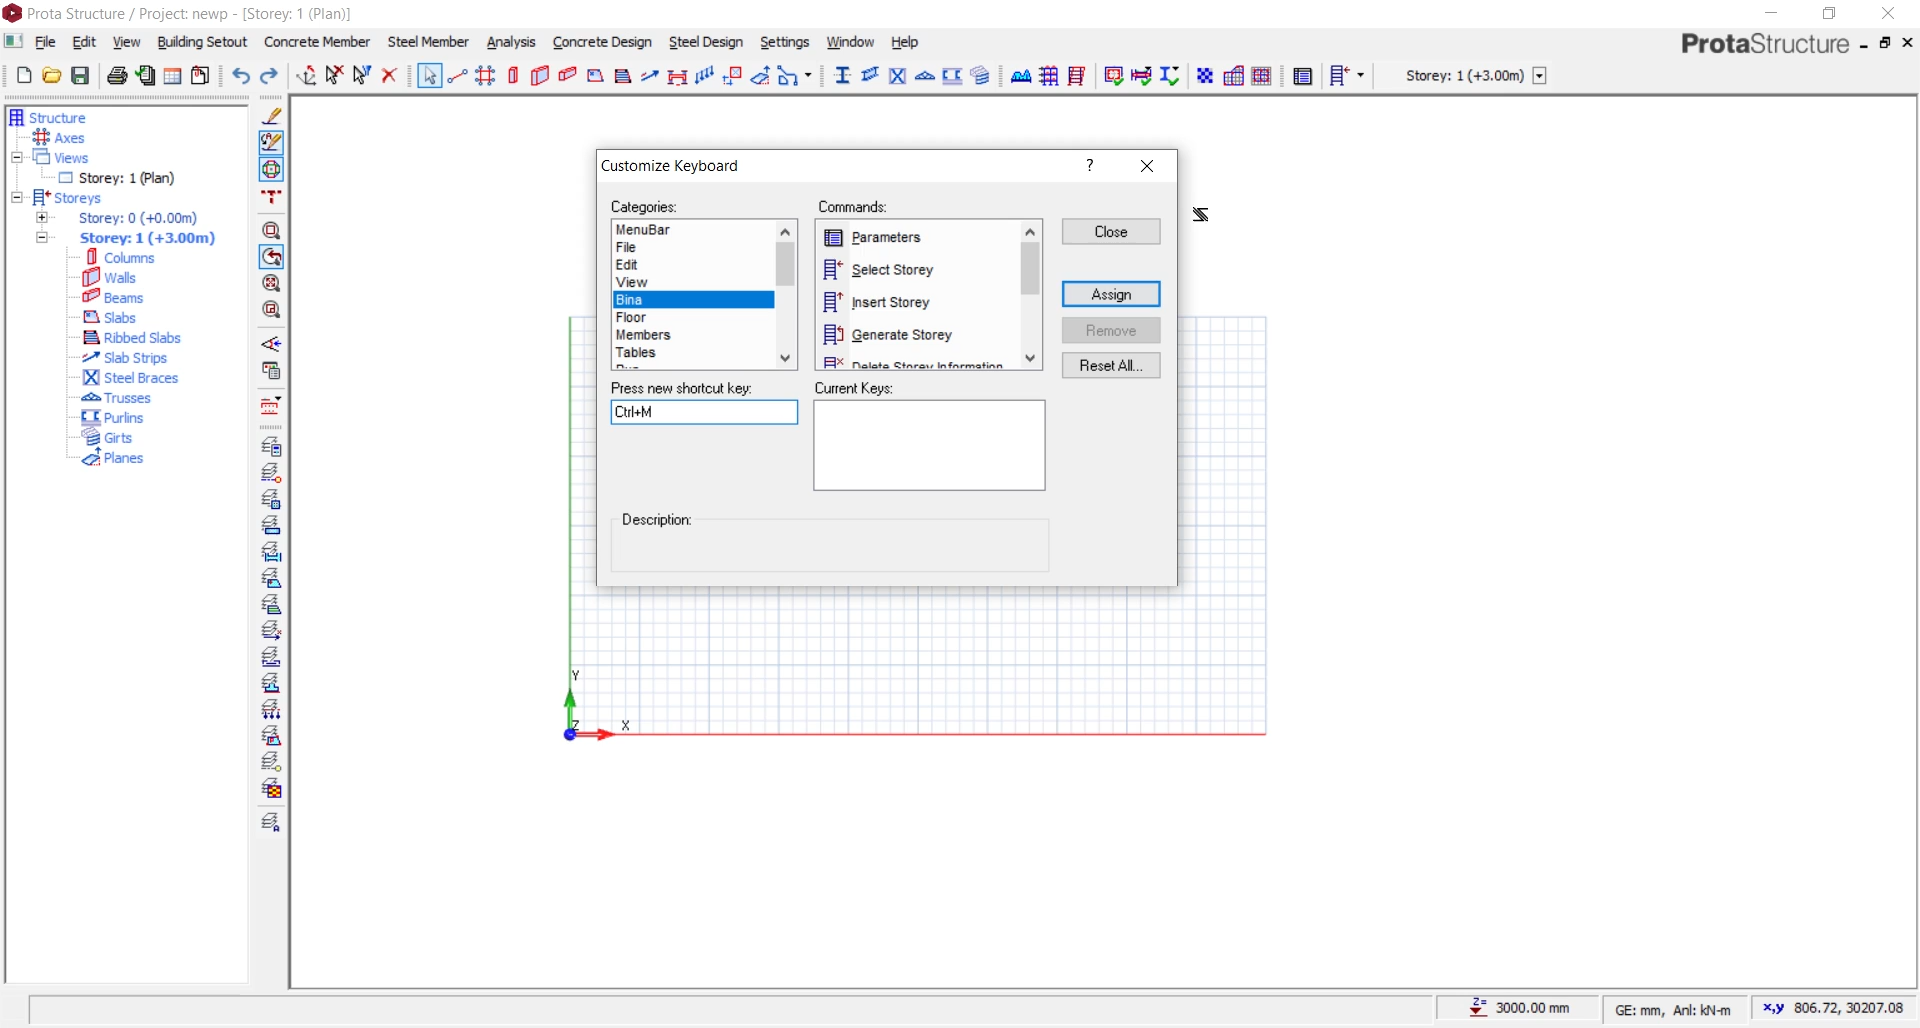 Prota Structure / Project: newp - [Storey: 1 (Plan)]
File Edit View Building Setout Concrete Member Steel Member Analysis Concrete Design Steel Design Settings Window Help
ProtaStructure
Storey: 1 (+3.00m)
Structure
Axes
Views
Storey: 1 (Plan)
Storeys
Storey: 0 (+0.00m)
Storey: 1 (+3.00m)
Columns
Walls
Beams
Slabs
Ribbed Slabs
Slab Strips
Steel Braces
Trusses
Purlins
Girts
Planes
Customize Keyboard
?
Categories:
MenuBar
File
Edit
View
Bina
Floor
Members
Tables
Commands:
Parameters
Select Storey
Insert Storey
Generate Storey
Delete Storey Information
Close
Assign
Remove
Reset All...
Press new shortcut key:
Ctrl+M
Current Keys:
Description:
Y
Z
X
Z= 3000.00 mm
GE: mm, Anl: kN-m
x,y 806.72, 30207.08